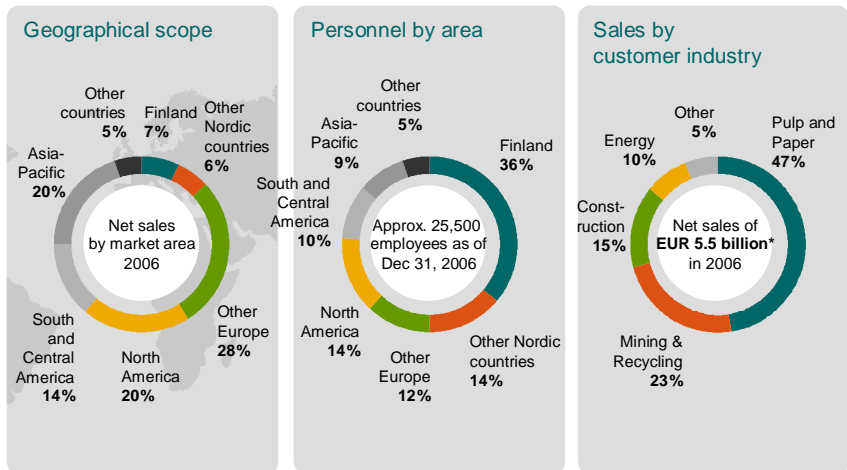 Geographical scope
Other
countries
5%
Finland
7%
Other
Nordic
countries
6%
Asia-
Pacific
20%
Net sales
by market area
2006
Other
Europe
28%
South
and
Central
America
14%
North
America
20%
Personnel by area
Other
countries
5%
Finland
36%
Asia-
Pacific
9%
South and
Central
America
10%
Approx. 25,500
employees as of
Dec 31, 2006
North
America
14%
Other
Europe
12%
Other Nordic
countries
14%
Sales by
customer industry
Other
5%
Pulp and
Paper
47%
Energy
10%
Const-
ruction
15%
Net sales of
EUR 5.5 billion*
in 2006
Mining &
Recycling
23%